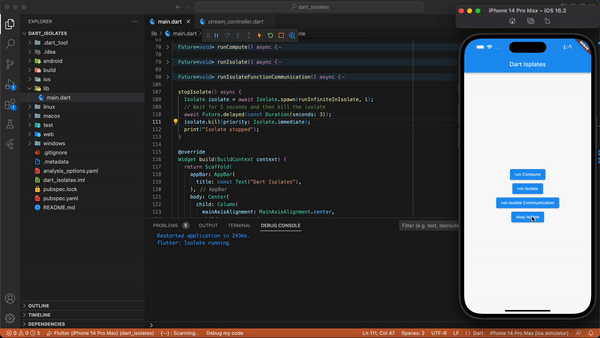 dart_isolates
iPhone 14 Pro Max – iOS 16.2
EXPLORER
DART_ISOLATES
.dart_tool
.idea
android
build
ios
lib
main.dart
linux
macos
test
web
windows
.gitignore
.metadata
analysis_options.yaml
dart_isolates.iml
pubspec.lock
pubspec.yaml
README.md
OUTLINE
TIMELINE
DEPENDENCIES
main.dart
stream_controller.dart
lib > main.dart
future<void> runCompute() async {
future<void> runIsolate() async {
future<void> runIsolateFunctionCommunication() async {
107
108 stopIsolate() async {
109 Isolate isolate = await Isolate.spawn(runInfiniteInIsolate, 1);
// Wait for 5 seconds and then kill the isolate
110 await Future.delayed(const Duration(seconds: 3));
111 isolate.kill(priority: Isolate.immediate);
112 print("Isolate stopped");
113 }
114
115 @override
116 Widget build(BuildContext context) {
117 return Scaffold(
118 appBar: AppBar(
119 title: const Text("Dart Isplates"),
120 ), // AppBar
121 body: Center(
122 child: Column(
123 mainAxisAlignment: MainAxisAlignment.center,
PROBLEMS 5 OUTPUT TERMINAL DEBUG CONSOLE
Filter (e.g. text, !exclude
Restarted application in 243ms.
flutter: Isolate running
Dart Isplates
run Compute
run Isolate
run Isolate Communication
stop Isolate
Flutter (iPhone 14 Pro Max) (dart_isolates)
Scanning..
Debug my code
Ln 111, Col 47
Spaces: 2
UTF-8
LF
Dart
iPhone 14 Pro Max (ios simulator)